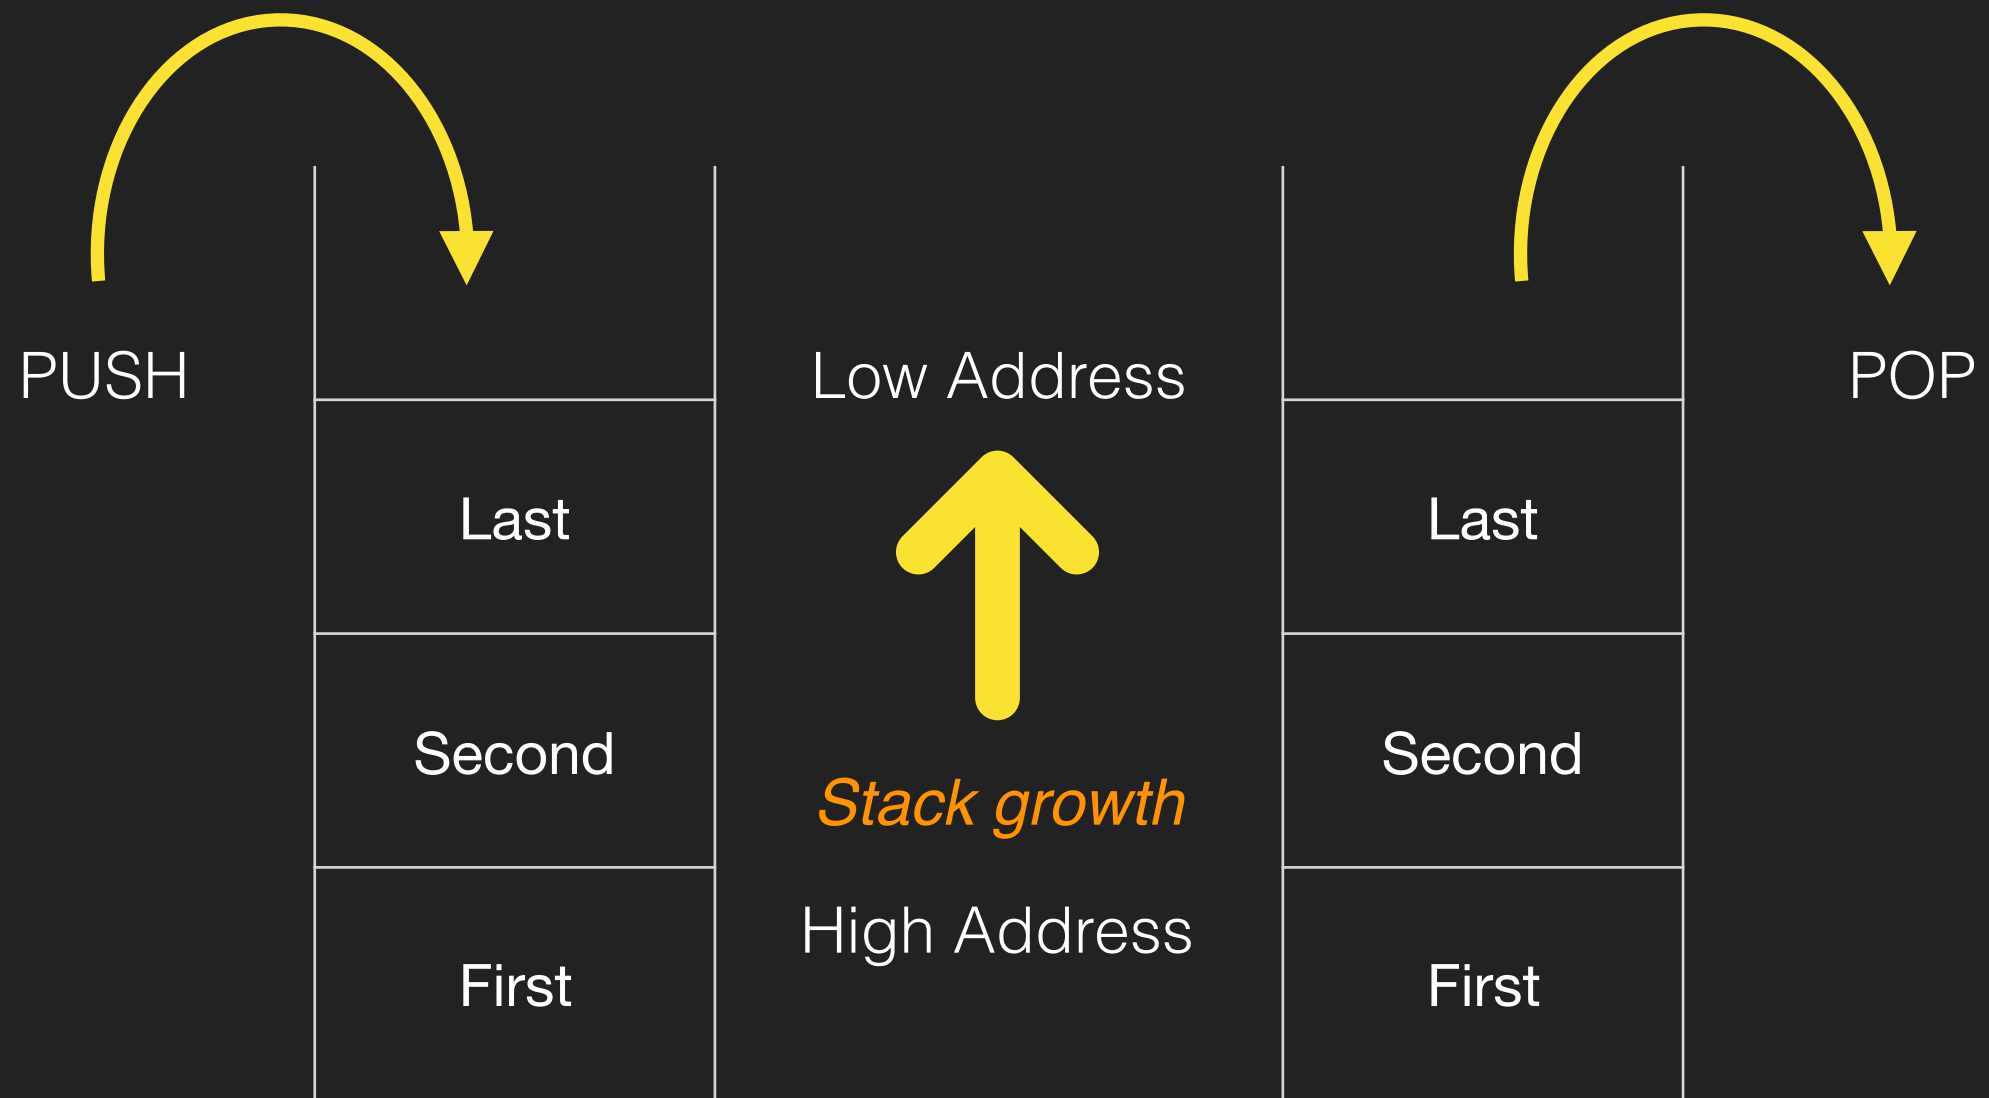 PUSH
Low Address
POP
Last
Last
Second
Second
Stack growth
High Address
First
First